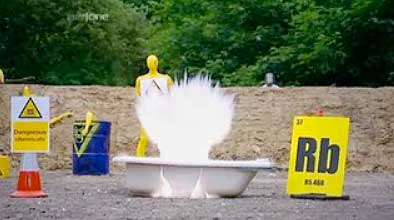 Dangerous
chemicals
37
Rb
85.468